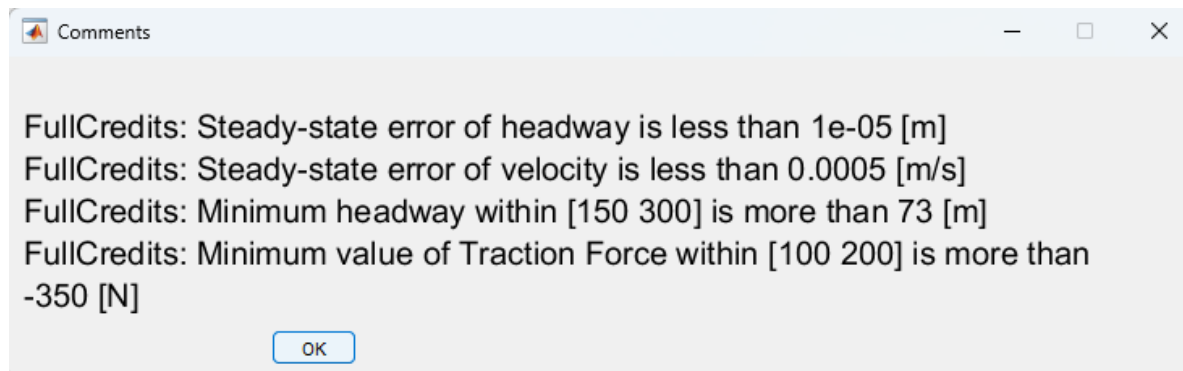 Comments
FullCredits: Steady-state error of headway is less than 1e-05 [m]
FullCredits: Steady-state error of velocity is less than 0.0005 [m/s]
FullCredits: Minimum headway within [150 300] is more than 73 [m]
FullCredits: Minimum value of Traction Force within [100 200] is more than
-350 [N]
OK